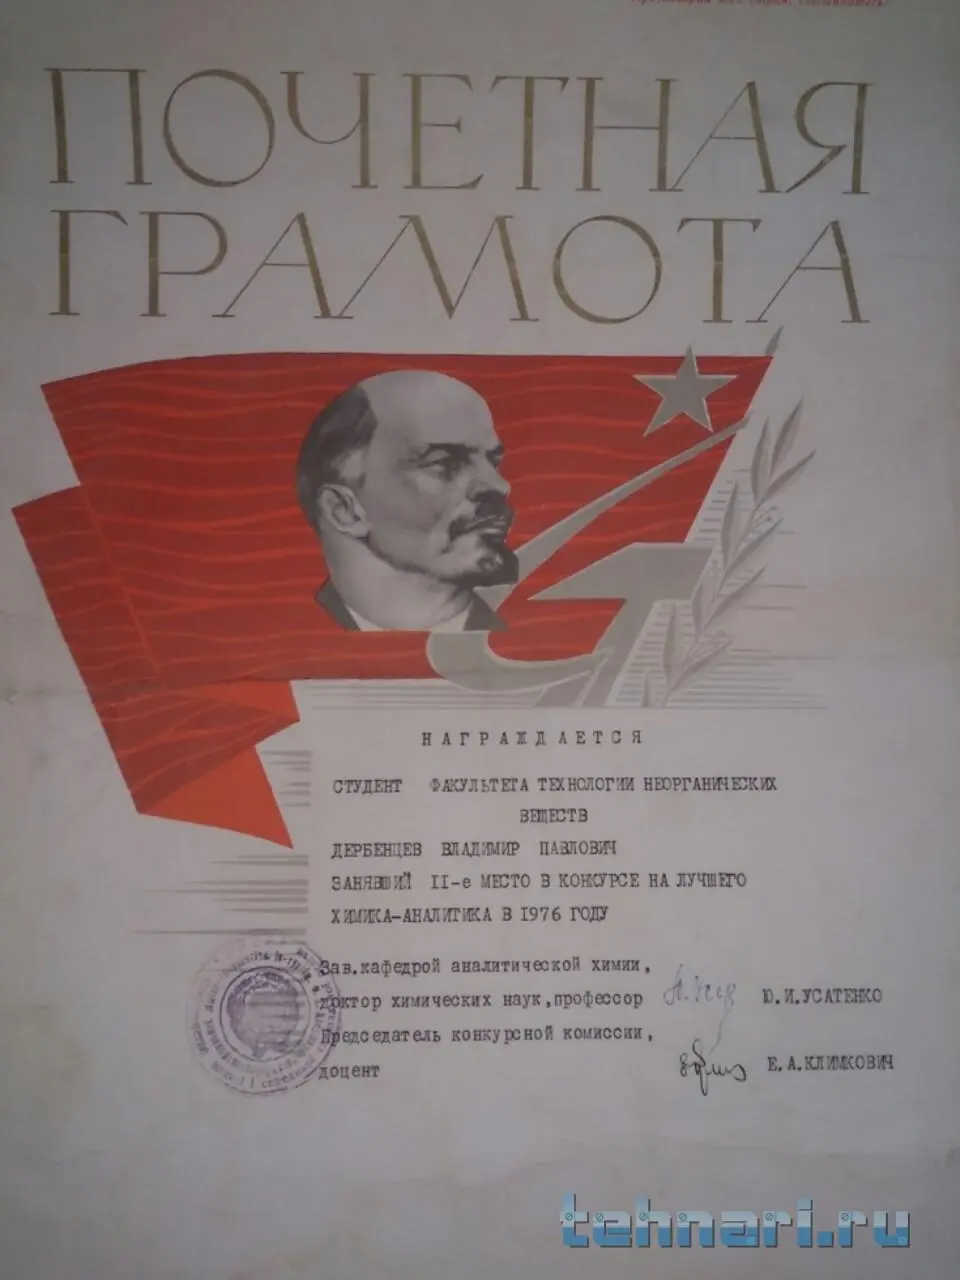 ПОЧЕТНАЯ
ГРАМОТА
НАГРАЖДАЕТСЯ
СТУДЕНТ ФАКУЛЬТЕТА ТЕХНОЛОГИИ НЕОРГАНИЧЕСКИХ
ВЕЩЕСТВ
ДЕРБЕНЦЕВ ВЛАДИМИР ПАВЛОВИЧ
ЗАНЯВШИЙ II-е МЕСТО В КОНКУРСЕ НА ЛУЧШЕГО
ХИМИКА-АНАЛИТИКА В 1976 ГОДУ
Зав.кафедрой аналитической химии,
доктор химических наук,профессор Ю.И.УСАТЕНКО
Председатель конкурсной комиссии,
доцент Е.А.КЛИМКОВИЧ
tehnari.ru